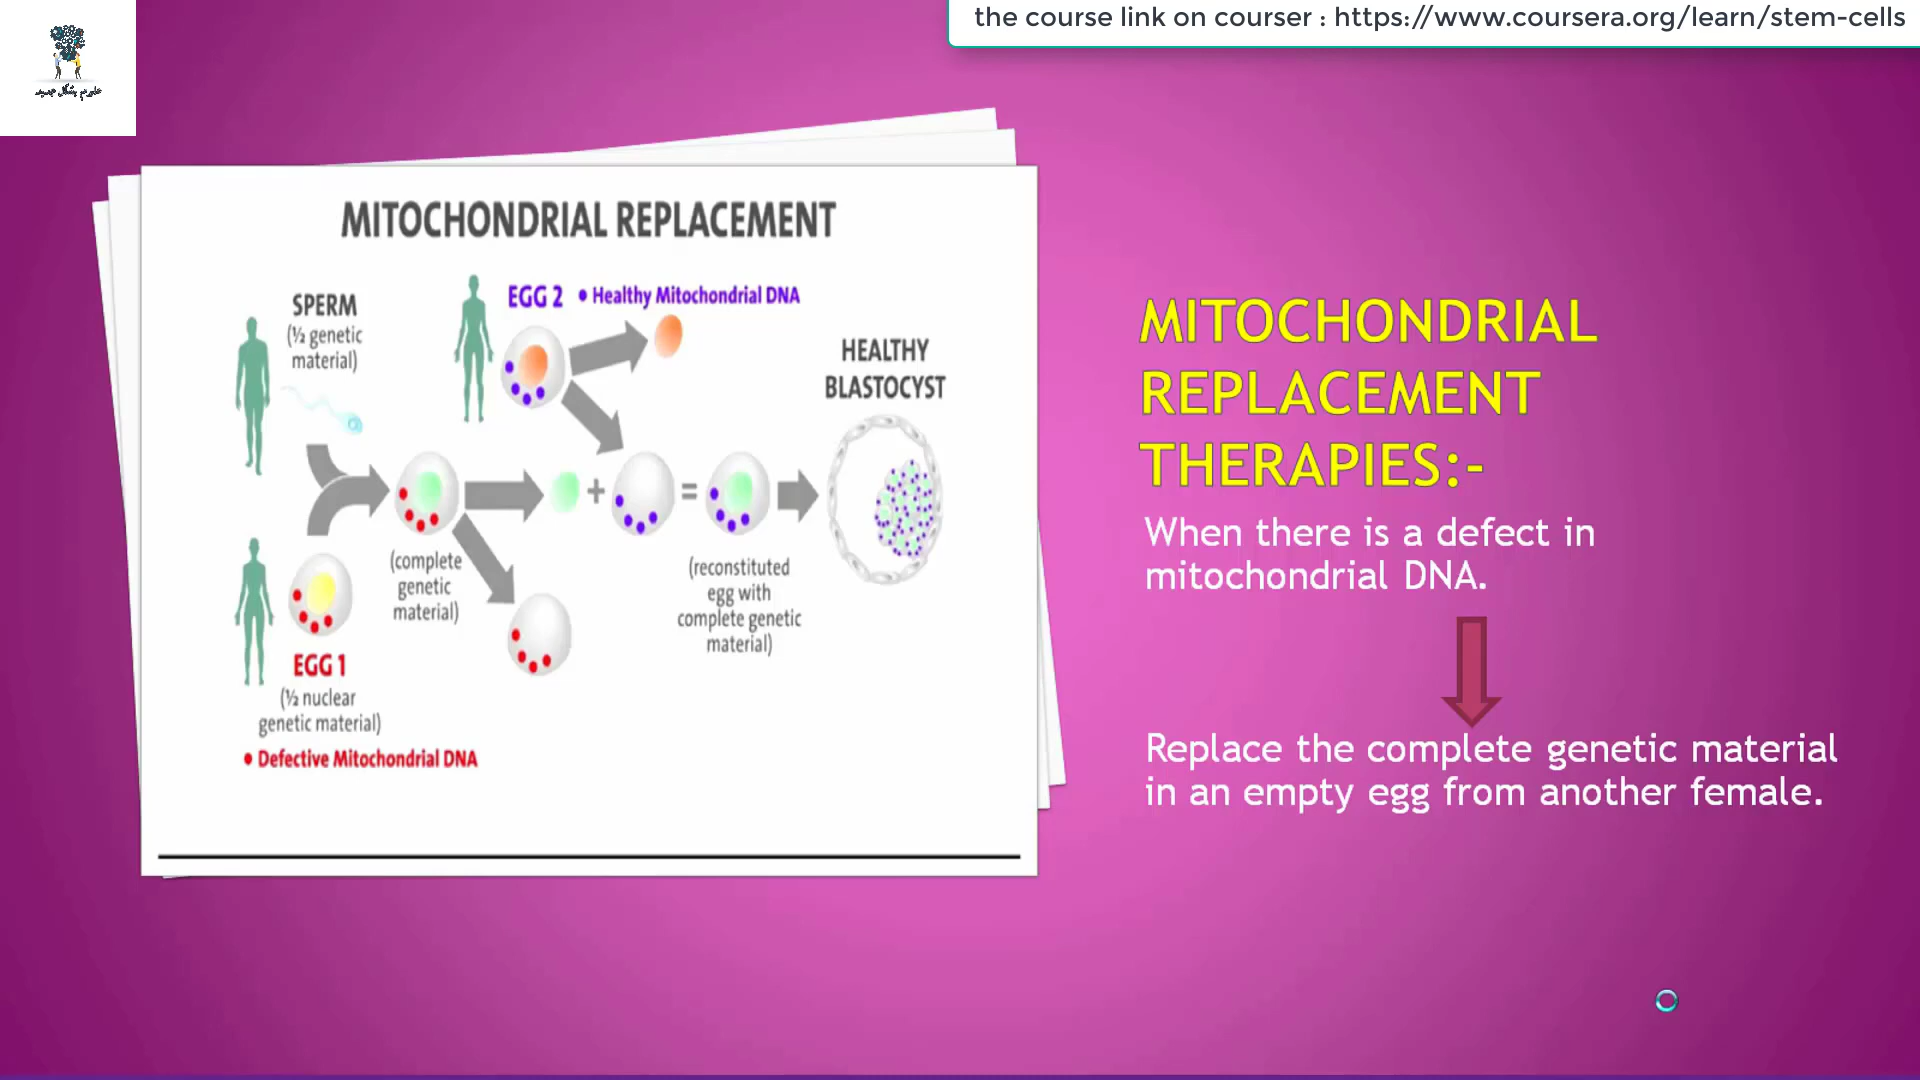 the course link on courser : https://www.coursera.org/learn/stem-cells
MITOCHONDRIAL REPLACEMENT
SPERM
(½ genetic
material)
EGG 2 • Healthy Mitochondrial DNA
HEALTHY
BLASTOCYST
+
=
(complete
genetic
material)
(reconstituted
egg with
complete genetic
material)
EGG 1
(½ nuclear
genetic material)
• Defective Mitochondrial DNA
MITOCHONDRIAL
REPLACEMENT
THERAPIES:-
When there is a defect in
mitochondrial DNA.
Replace the complete genetic material
in an empty egg from another female.